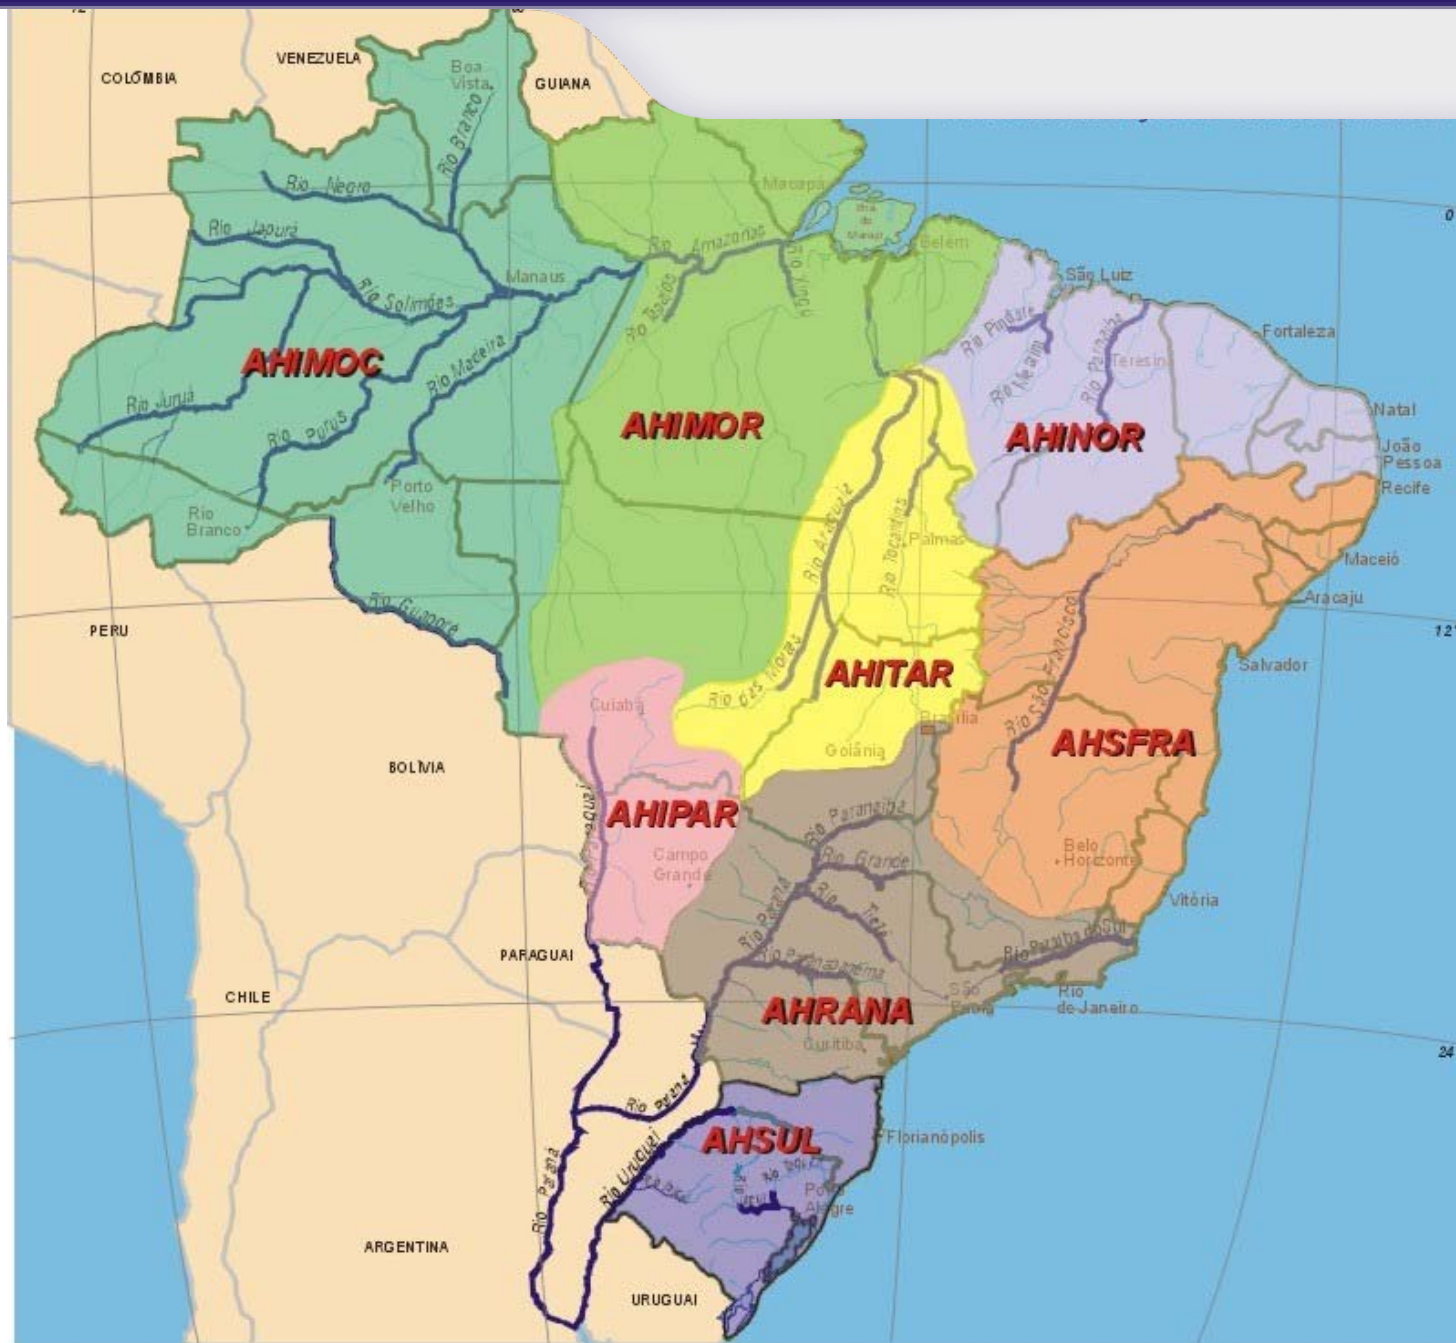 COLÔMBIA
VENEZUELA
GUIANA
Boa
Vista
Rio Branco
Rio Negro
Macapá
0
Rio Japurá
Rio Amazonas
Belém
Manaus
Rio Solimões
Rio Tapajós
Rio Xingú
São Luiz
Rio Pindaré
Rio Mearim
Rio Parnaíba
Teresina
Fortaleza
AHIMOC
Rio Madeira
Rio Juruá
Rio Purus
AHIMOR
AHINOR
Natal
João
Pessoa
Recife
Porto
Velho
Rio
Branco
Rio Araguaia
Rio Tocantins
Palmas
Maceió
Aracaju
Rio Guaporé
PERU
12°
Rio São Francisco
Salvador
AHITAR
Rio das Mortes
Cuiabá
Brasília
Goiânia
AHSFRA
BOLÍVIA
AHIPAR
Campo
Grande
Rio Paranaíba
Rio Grande
Belo
Horizonte
Vitória
Rio Paraná
Rio Tietê
Rio Paraíba do Sul
PARAGUAI
Rio Paranapanema
CHILE
AHRANA
São
Paulo
Rio
de Janeiro
Curitiba
24
Rio Paraná
AHSUL
Florianópolis
Rio Uruguai
Rio Paraná
Porto
Alegre
ARGENTINA
URUGUAI